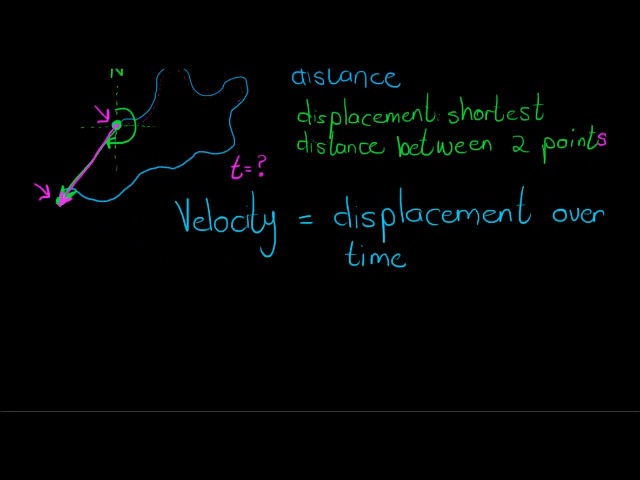 N
distance
displacement: shortest
distance between 2 points
t=?
Velocity = displacement over
time